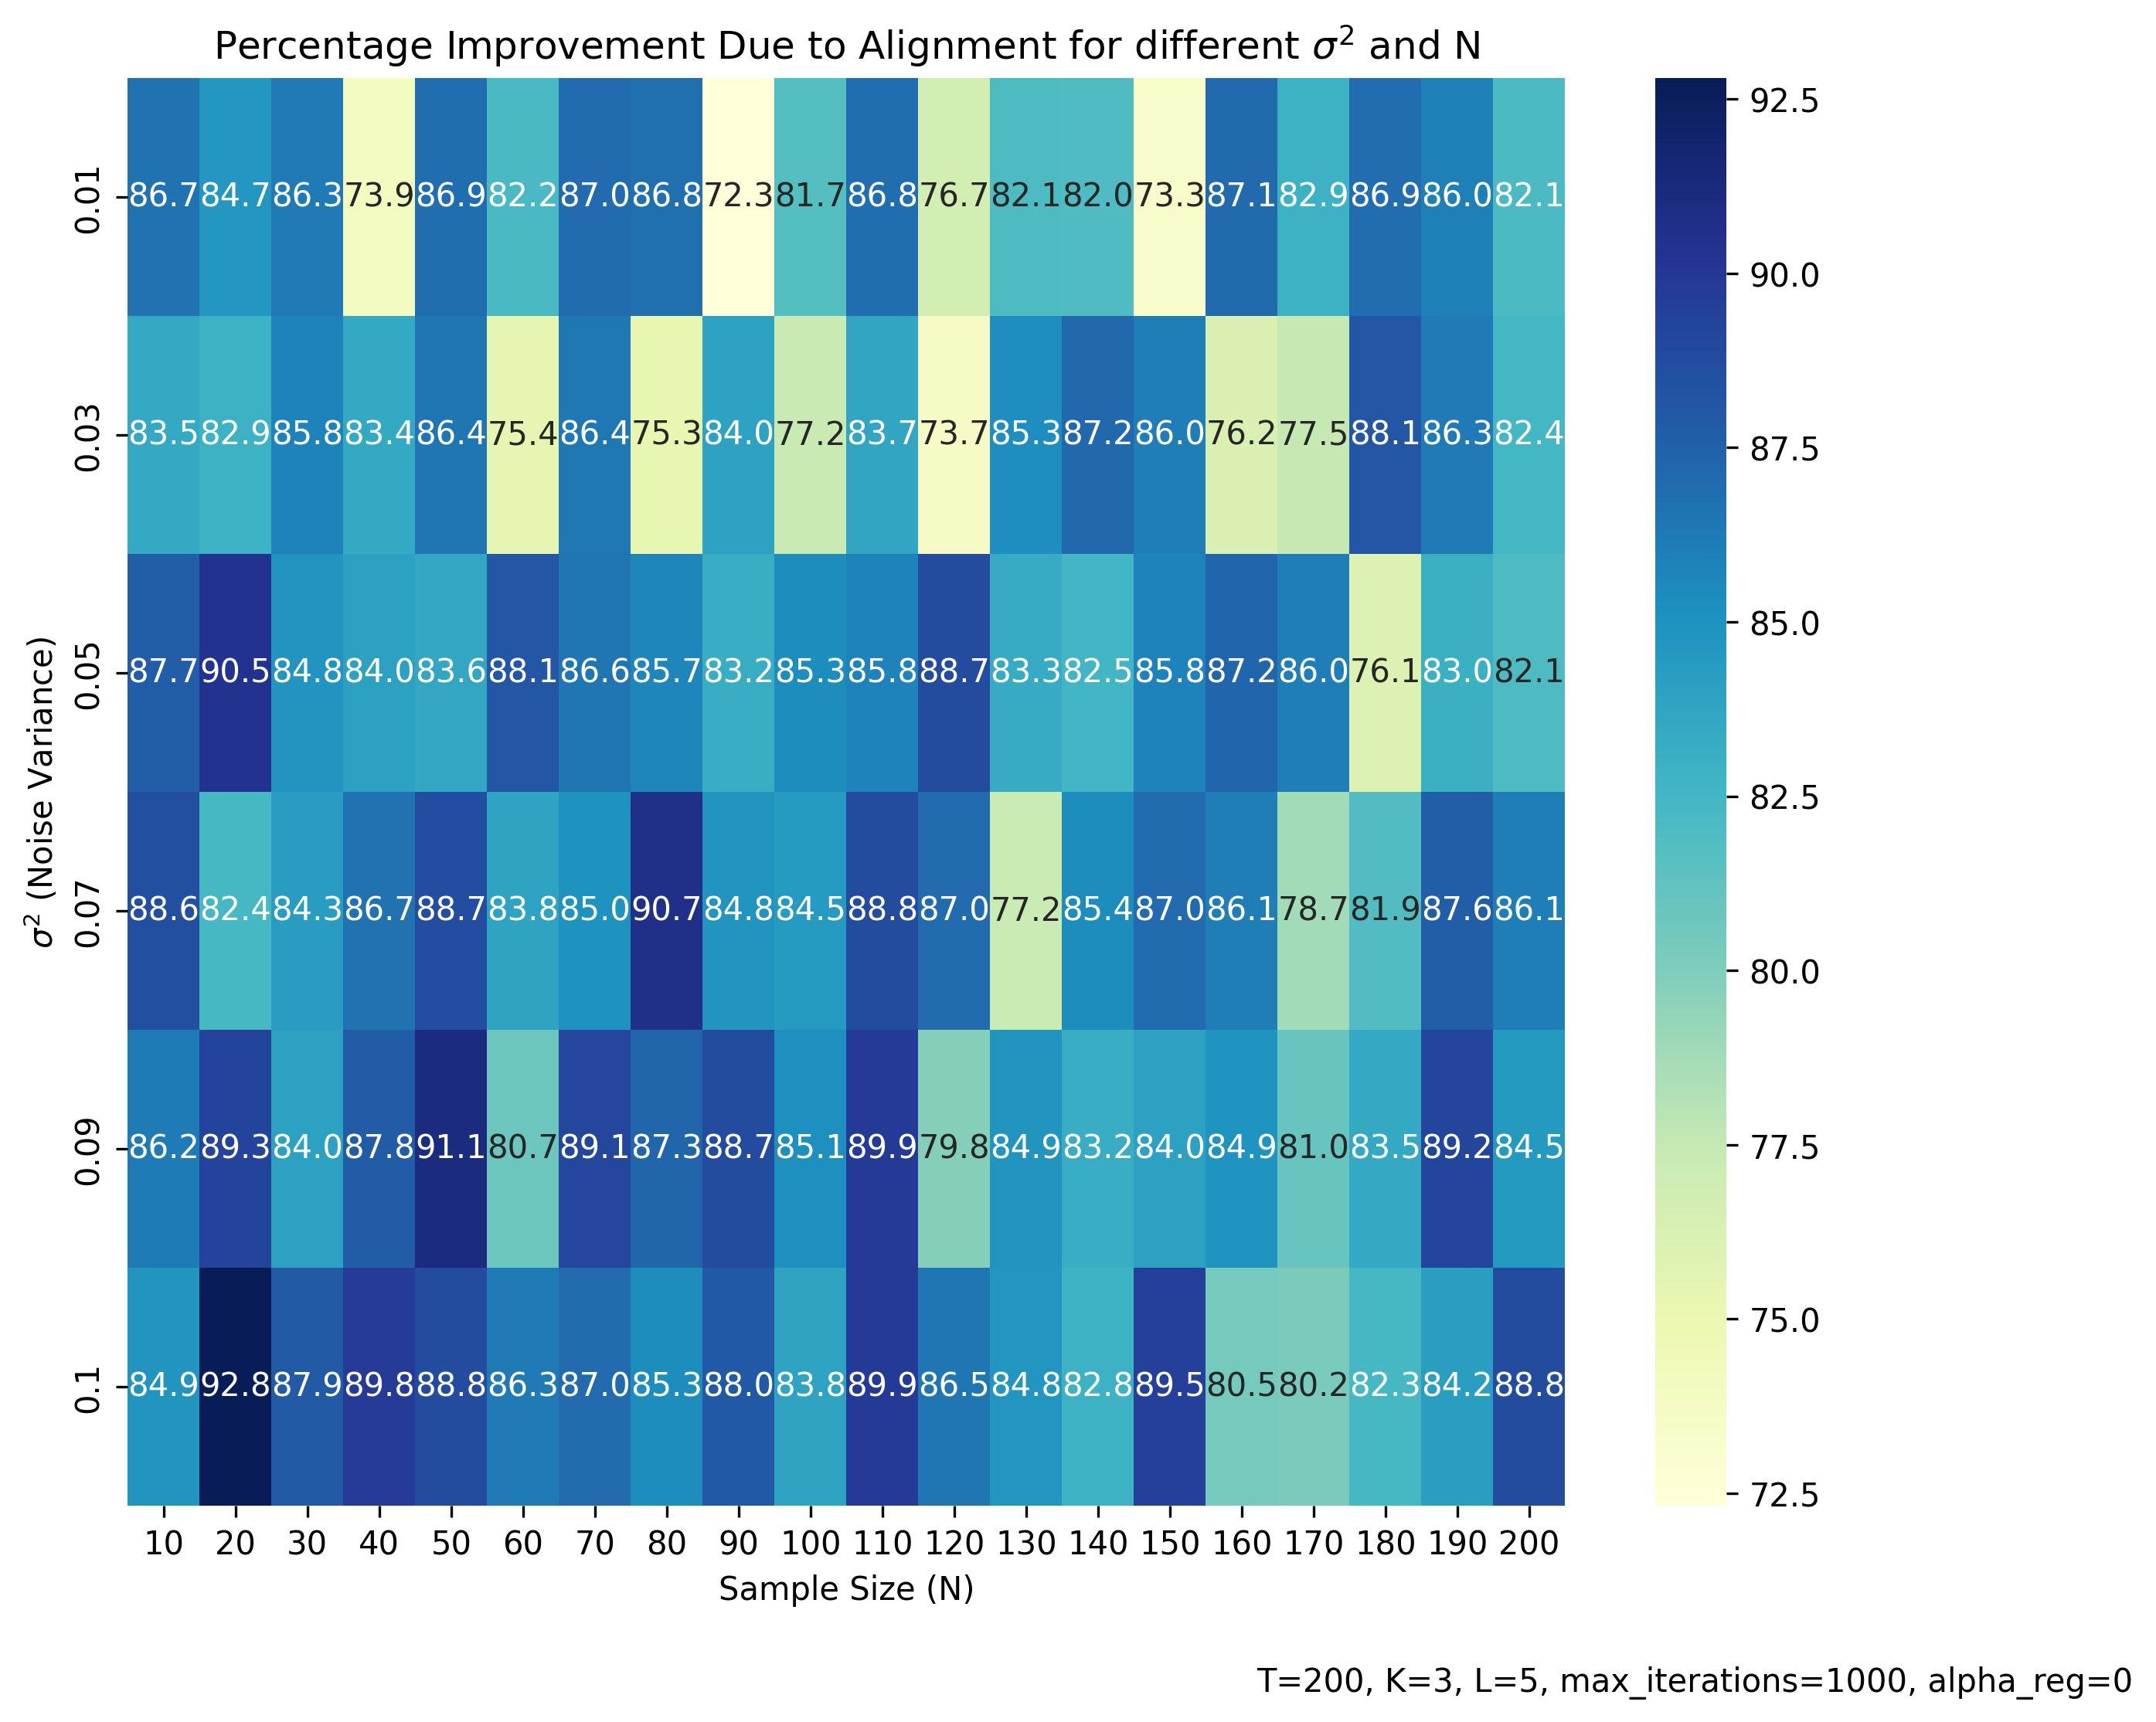 Percentage Improvement Due to Alignment for different σ² and N
0.01 86.7 84.7 86.3 73.9 86.9 82.2 87.0 86.8 72.3 81.7 86.8 76.7 82.1 82.0 73.3 87.1 82.9 86.9 86.0 82.1
0.03 83.5 82.9 85.8 83.4 86.4 75.4 86.4 75.3 84.0 77.2 83.7 73.7 85.3 87.2 86.0 76.2 77.5 88.1 86.3 82.4
0.05 87.7 90.5 84.8 84.0 83.6 88.1 86.6 85.7 83.2 85.3 85.8 88.7 83.3 82.5 85.8 87.2 86.0 76.1 83.0 82.1
0.07 88.6 82.4 84.3 86.7 88.7 83.8 85.0 90.7 84.8 84.5 88.8 87.0 77.2 85.4 87.0 86.1 78.7 81.9 87.6 86.1
0.09 86.2 89.3 84.0 87.8 91.1 80.7 89.1 87.3 88.7 85.1 89.9 79.8 84.9 83.2 84.0 84.9 81.0 83.5 89.2 84.5
0.1 84.9 92.8 87.9 89.8 88.8 86.3 87.0 85.3 88.0 83.8 89.9 86.5 84.8 82.8 89.5 80.5 80.2 82.3 84.2 88.8
σ² (Noise Variance)
10 20 30 40 50 60 70 80 90 100 110 120 130 140 150 160 170 180 190 200
Sample Size (N)
92.5
90.0
87.5
85.0
82.5
80.0
77.5
75.0
72.5
T=200, K=3, L=5, max_iterations=1000, alpha_reg=0